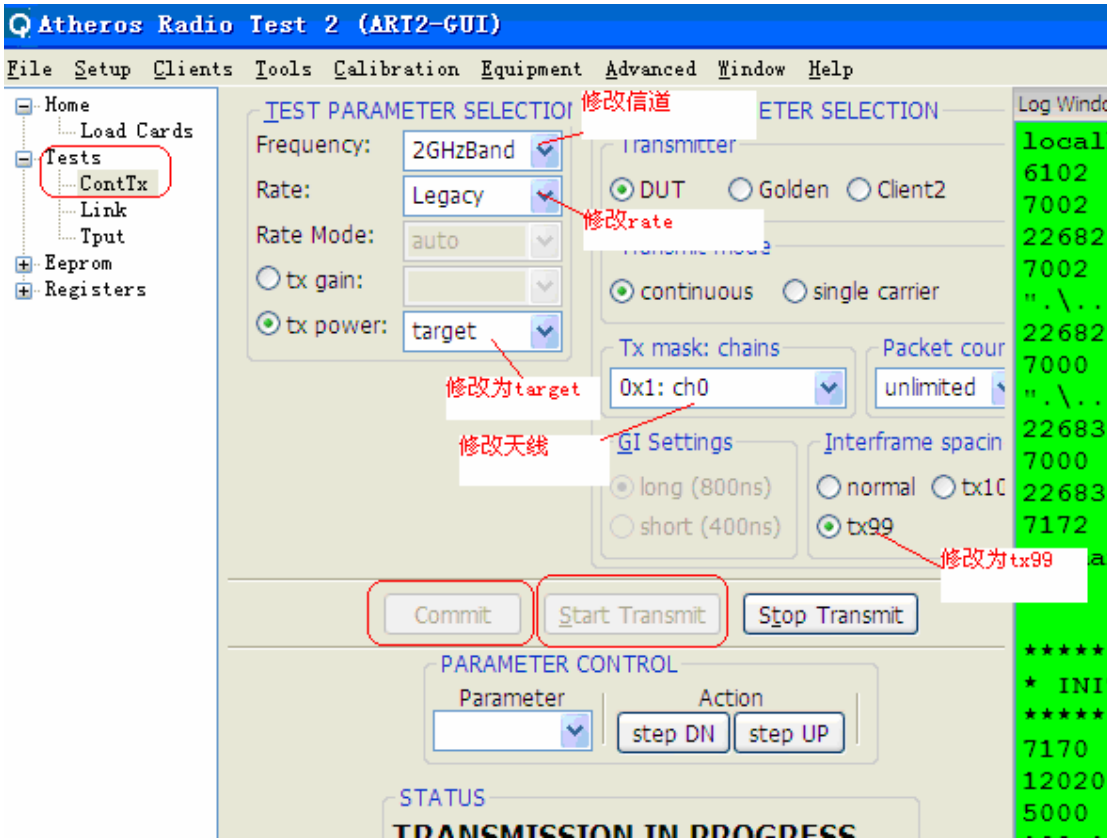 Atheros Radio Test 2 (ART2-GUI)
File Setup Clients Tools Calibration Equipment Advanced Window Help
Home
Load Cards
Tests
ContTx
Link
Tput
Eeprom
Registers
TEST PARAMETER SELECTION
修改信道
ETER SELECTION
Frequency: 2GHzBand
Rate: Legacy
修改rate
Rate Mode: auto
tx gain:
tx power: target
修改为target
Transmitter
DUT Golden Client2
Transmit mode
continuous single carrier
Tx mask: chains
0x1: ch0
修改天线
Packet cour
unlimited
GI Settings
long (800ns)
short (400ns)
Interframe spacin
normal tx10
tx99
修改为tx99
Commit Start Transmit Stop Transmit
PARAMETER CONTROL
Parameter Action
step DN step UP
STATUS
TRANSMISSION IN PROGRESS
Log Windo
local
6102
7002
22682
7002
".\..
22682
7000
".\..
22683
7000
22683
7172
a
*****
* INI
*****
7170
12020
5000